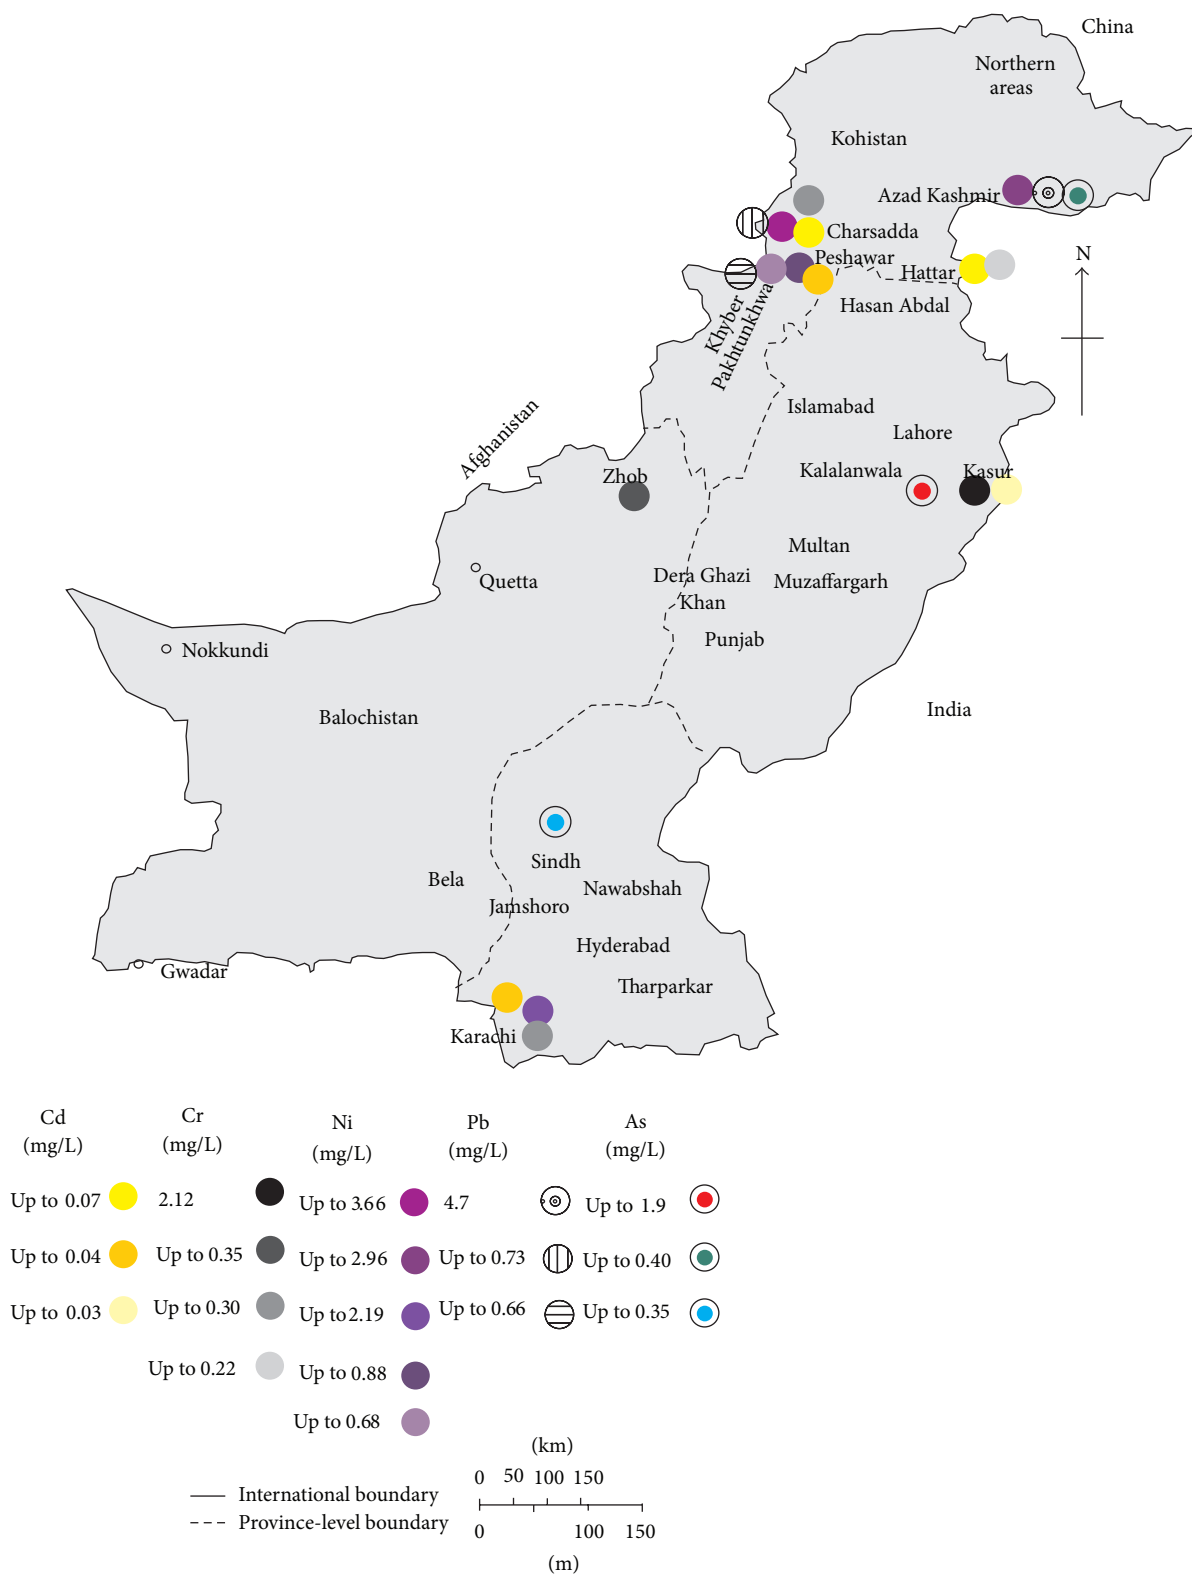 China
Northern
areas
Kohistan
Azad Kashmir
Charsadda
Peshawar
Hattar
N
Hasan Abdal
Khyber
Pakhtunkhwa
Islamabad
Afghanistan
Lahore
Zhob
Kalalanwala
Kasur
Multan
Quetta
Dera Ghazi
Khan
Muzaffargarh
Punjab
Nokkundi
Balochistan
India
Sindh
Bela
Nawabshah
Jamshoro
Hyderabad
Gwadar
Tharparkar
Karachi
Cd
(mg/L)
Up to 0.07
Up to 0.04
Up to 0.03
Cr
(mg/L)
2.12
Up to 0.35
Up to 0.30
Up to 0.22
Ni
(mg/L)
Up to 3.66
Up to 2.96
Up to 2.19
Up to 0.88
Up to 0.68
Pb
(mg/L)
4.7
Up to 0.73
Up to 0.66
As
(mg/L)
Up to 1.9
Up to 0.40
Up to 0.35
International boundary
Province-level boundary
(km)
0 50 100 150
0 100 150
(m)